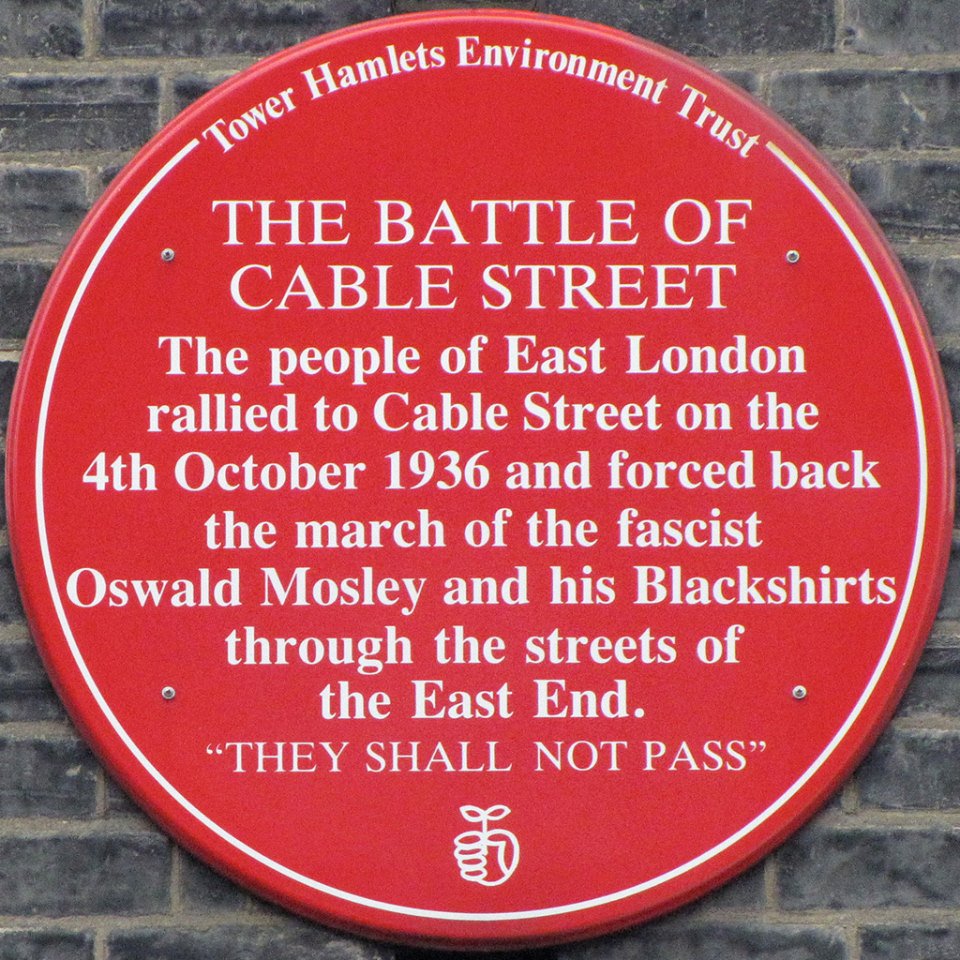 Tower Hamlets Environment Trust
THE BATTLE OF
CABLE STREET
The people of East London
rallied to Cable Street on the
4th October 1936 and forced back
the march of the fascist
Oswald Mosley and his Blackshirts
through the streets of
the East End.
“THEY SHALL NOT PASS”